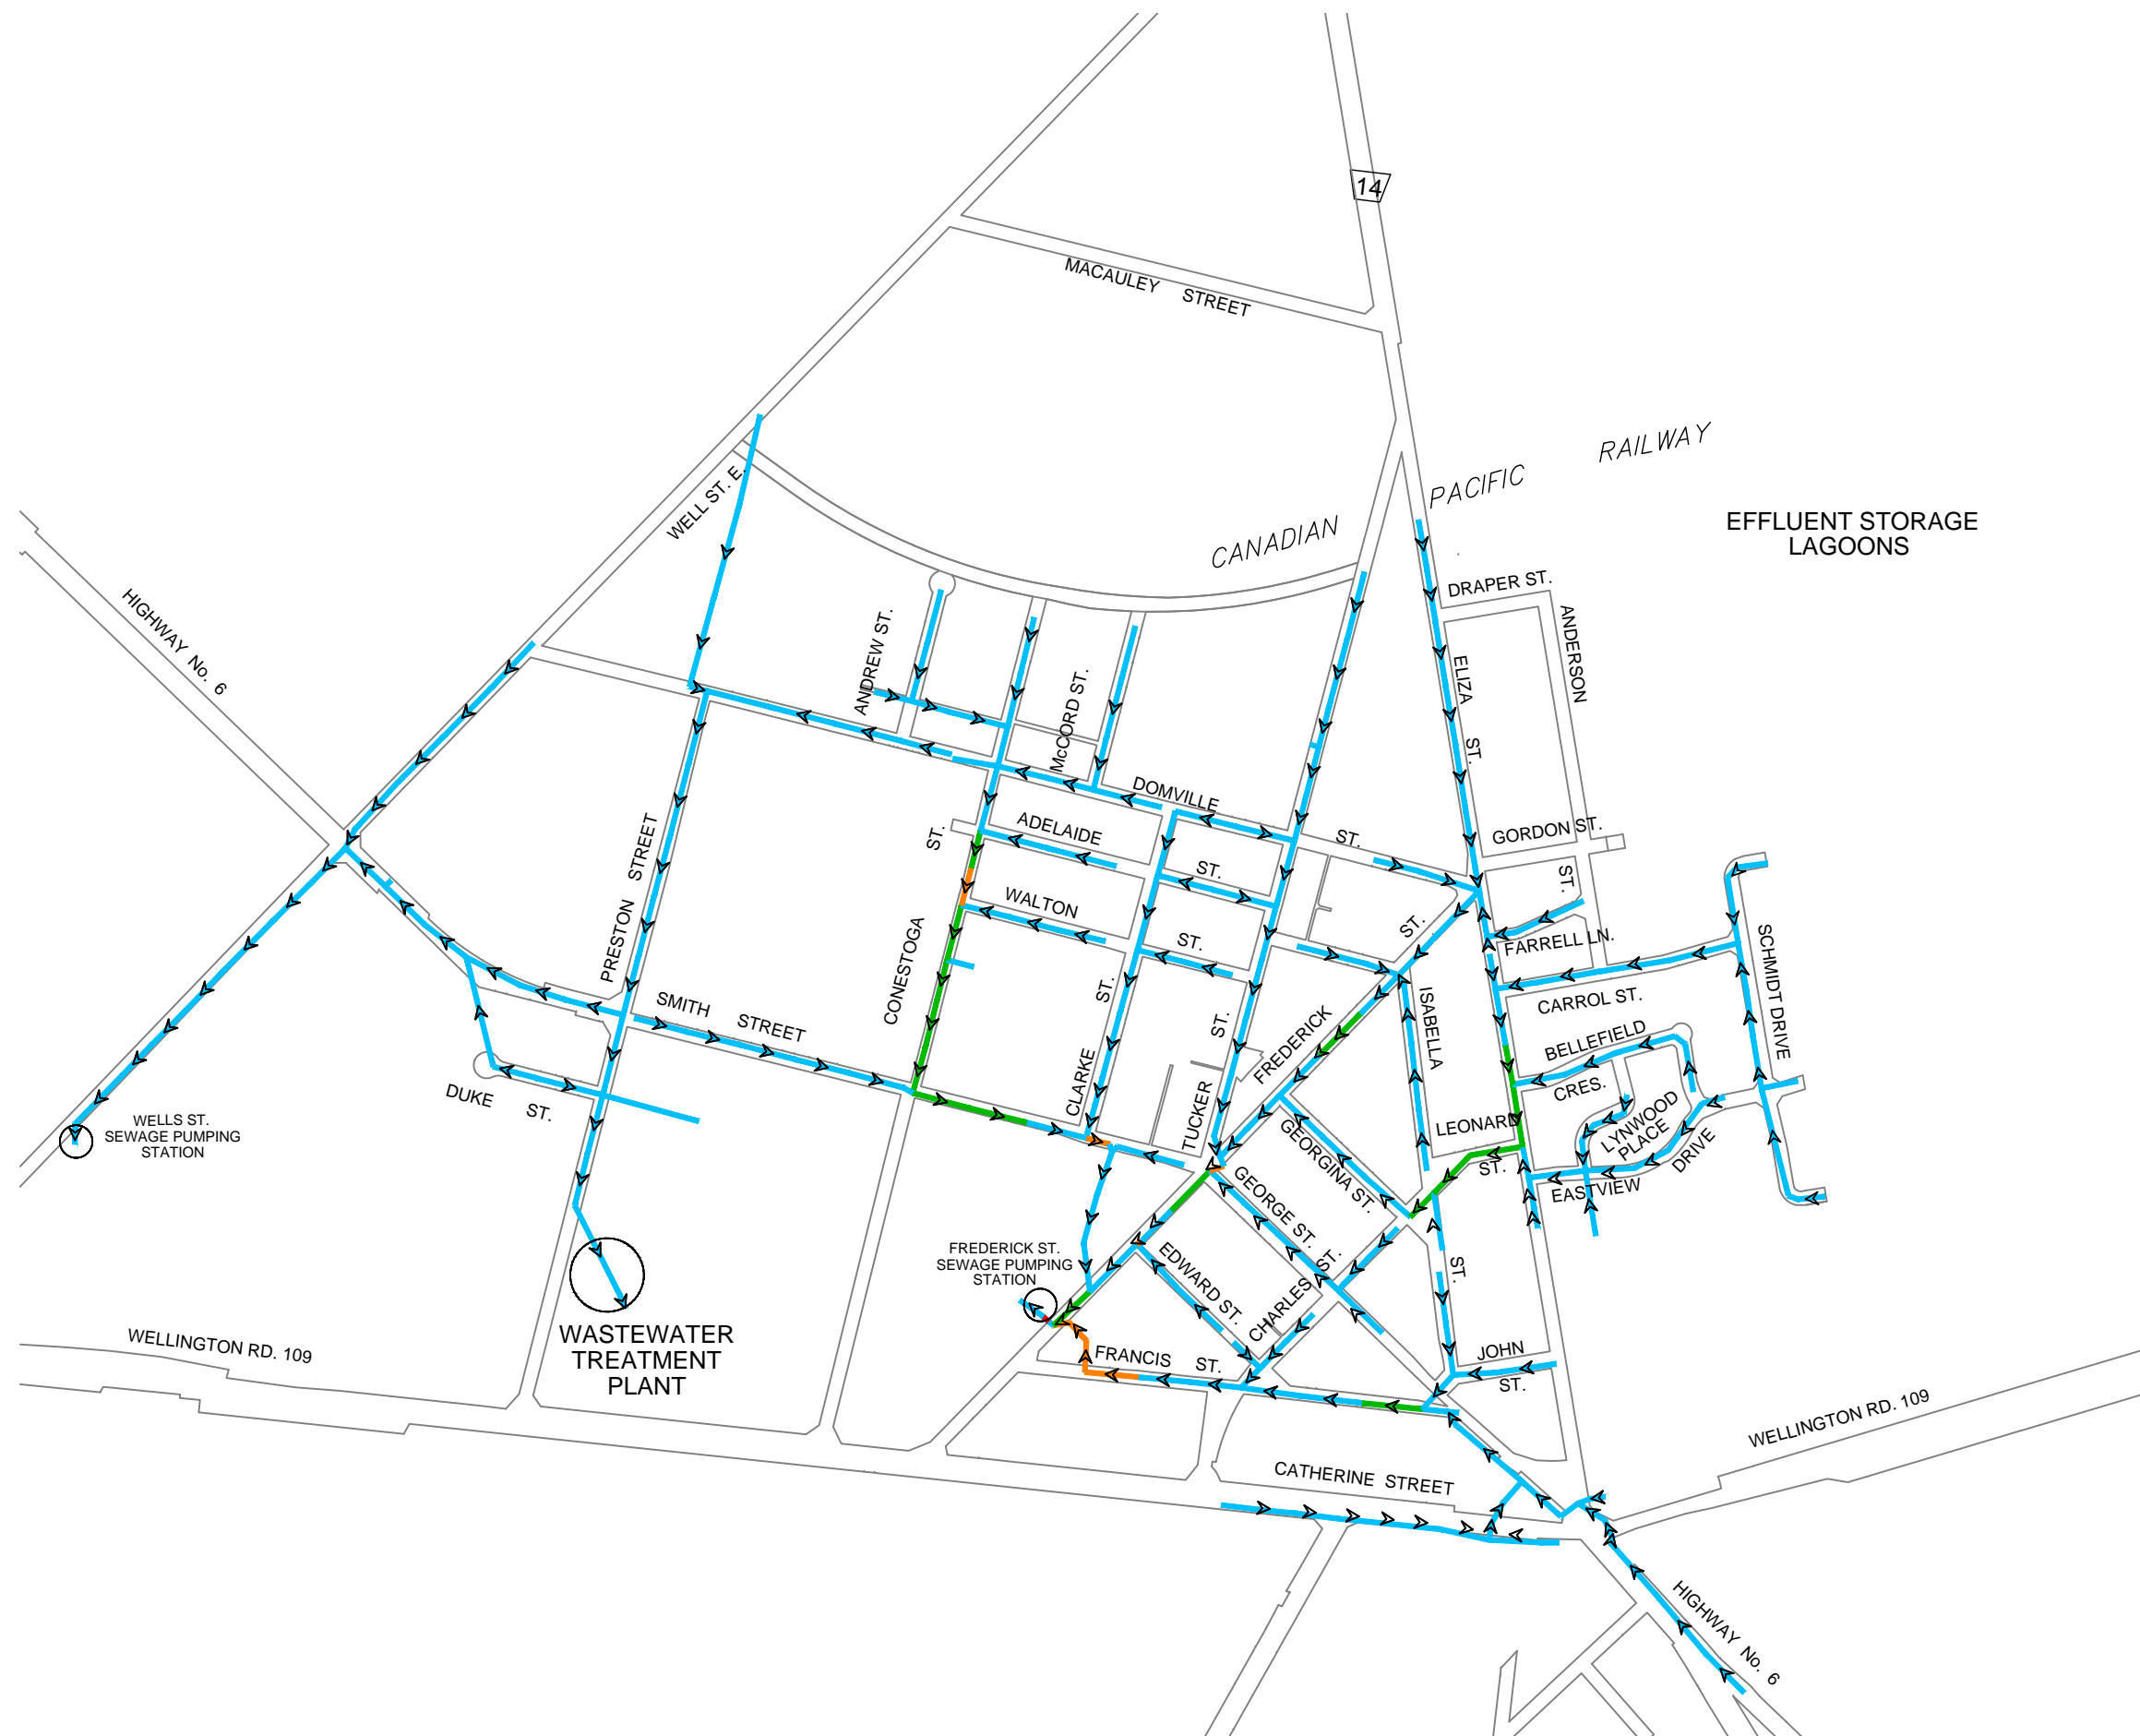 14
MACAULEY STREET
RAILWAY
PACIFIC
CANADIAN
WELL ST. E.
EFFLUENT STORAGE
LAGOONS
HIGHWAY No. 6
DRAPER ST.
ANDERSON
ST.
ANDREW ST.
McCORD ST.
ELIZA ST.
DOMVILLE ST.
ADELAIDE ST.
GORDON ST.
WALTON ST.
PRESTON STREET
CONESTOGA ST.
FARRELL LN.
SCHMIDT DRIVE
CARROL ST.
SMITH STREET
CLARKE ST.
TUCKER ST.
FREDERICK ST.
ISABELLA ST.
BELLEFIELD
CRES.
LEONARD
ST.
LYNWOOD
PLACE
EASTVIEW DRIVE
DUKE ST.
WELLS ST.
SEWAGE PUMPING
STATION
GEORGINA ST.
GEORGE ST.
EDWARD ST.
CHARLES ST.
FREDERICK ST.
SEWAGE PUMPING
STATION
WASTEWATER
TREATMENT
PLANT
WELLINGTON RD. 109
FRANCIS ST.
JOHN
ST.
WELLINGTON RD. 109
CATHERINE STREET
HIGHWAY No. 6